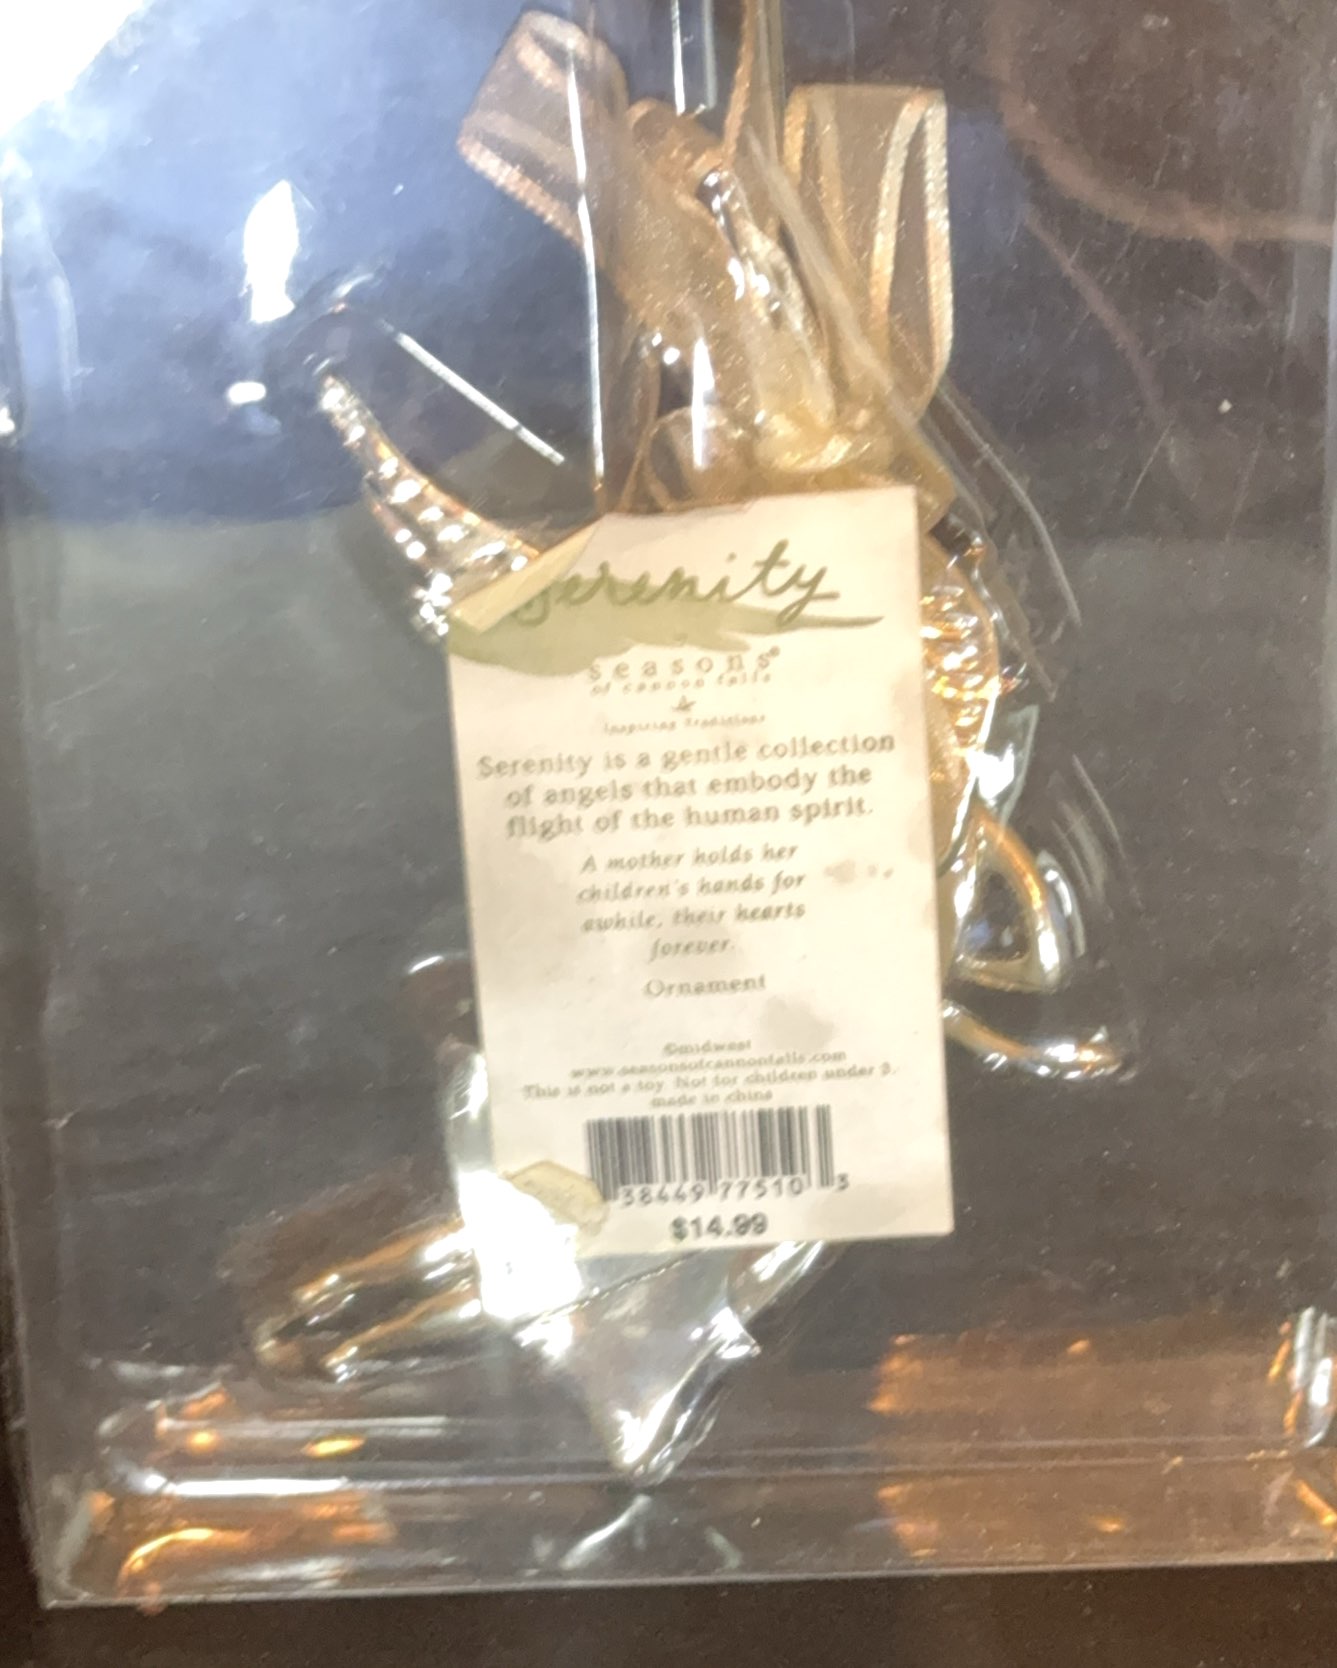 Serenity
seasons®
of cannon falls
Inspiring Traditions
Serenity is a gentle collection
of angels that embody the
flight of the human spirit.
A mother holds her
children's hands for
awhile, their hearts
forever.
Ornament
©midwest
www.seasonsofcannonfalls.com
This is not a toy. Not for children under 3.
made in china
38449 77510 3
$14.99